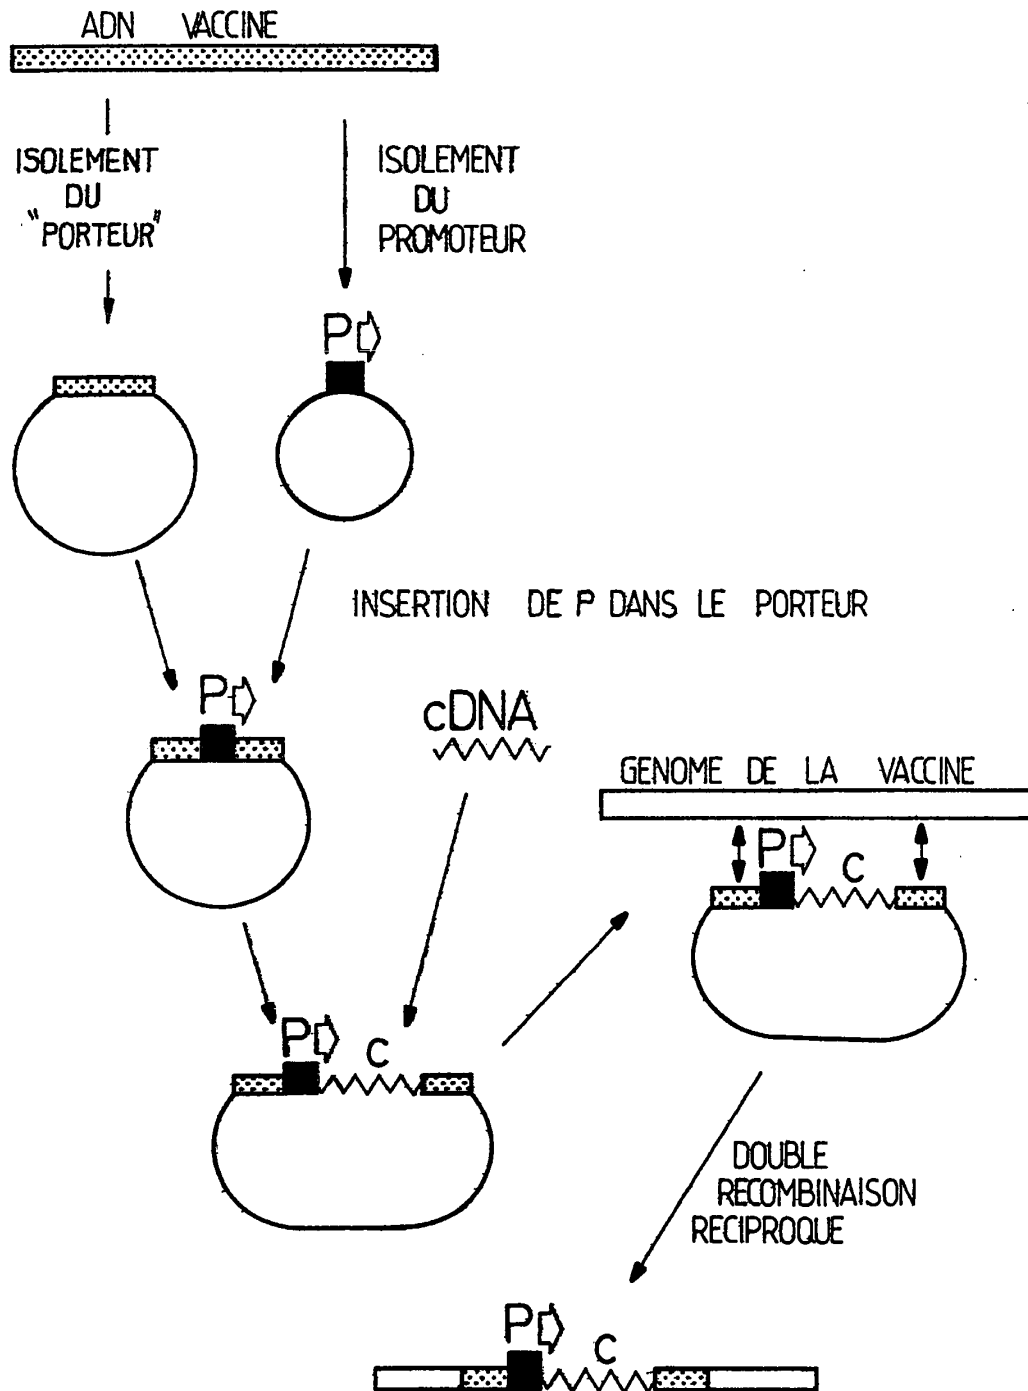 ADN VACCINE
ISOLEMENT
DU
"PORTEUR"
ISOLEMENT
DU
PROMOTEUR
P
INSERTION DE P DANS LE PORTEUR
P
cDNA
GENOME DE LA VACCINE
P
C
P
C
DOUBLE
RECOMBINAISON
RECIPROQUE
P
C